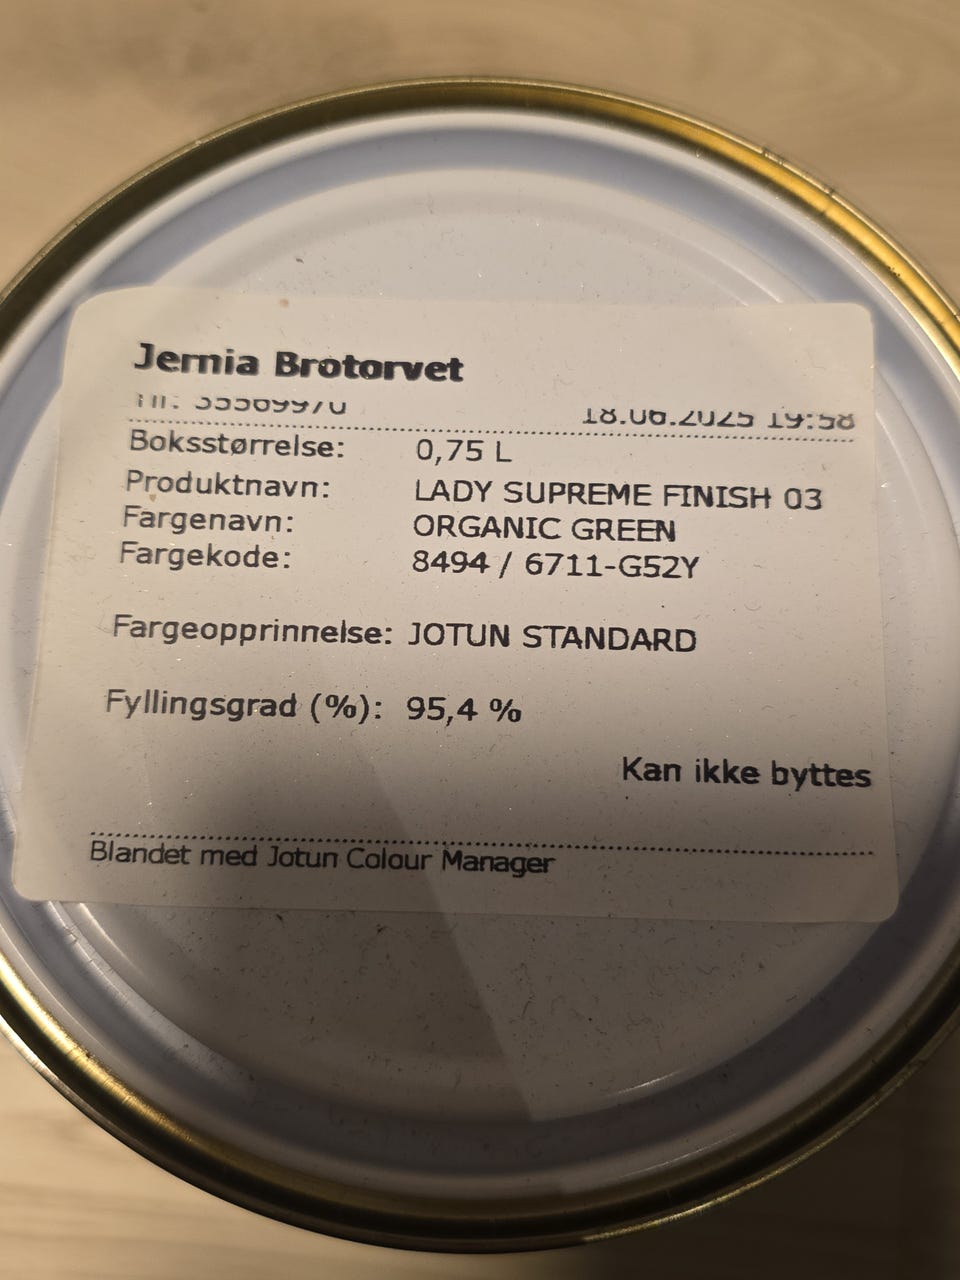 Jernia Brotorvet
18.06.2025 19:58
Boksstørrelse: 0,75 L
Produktnavn: LADY SUPREME FINISH 03
Fargenavn: ORGANIC GREEN
Fargekode: 8494 / 6711-G52Y
Fargeopprinnelse: JOTUN STANDARD
Fyllingsgrad (%): 95,4 %
Kan ikke byttes
Blandet med Jotun Colour Manager